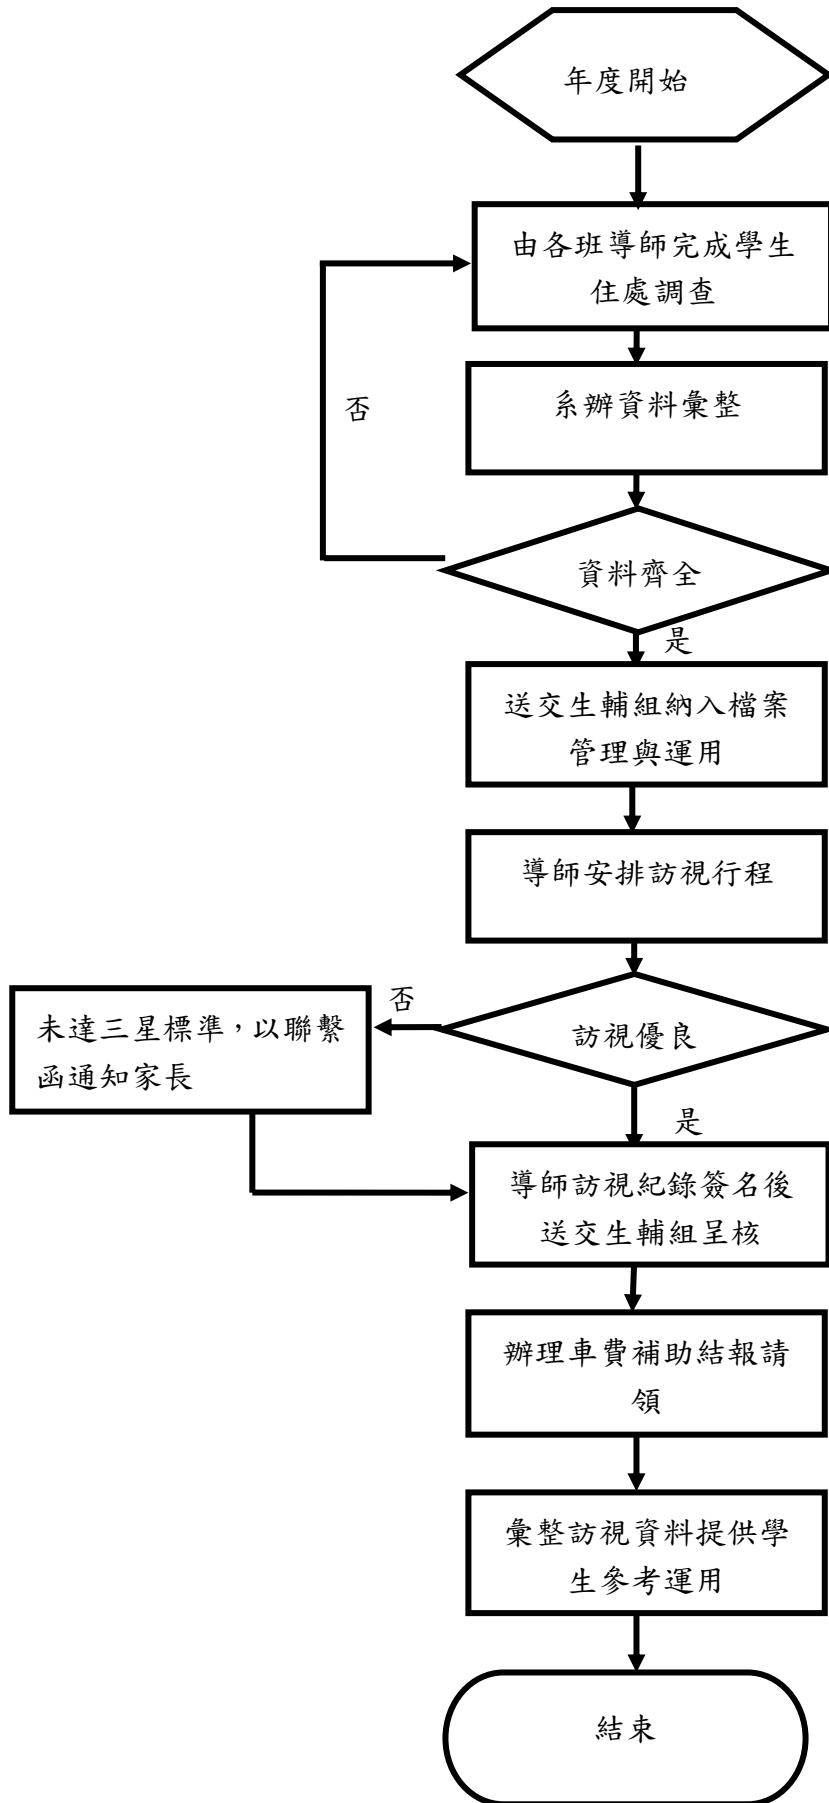 年度開始
由各班導師完成學生
住處調查
否
系辦資料彙整
資料齊全
是
送交生輔組納入檔案
管理與運用
導師安排訪視行程
否
未達三星標準，以聯繫
函通知家長
訪視優良
是
導師訪視紀錄簽名後
送交生輔組呈核
辦理車費補助結報請
領
彙整訪視資料提供學
生參考運用
結束